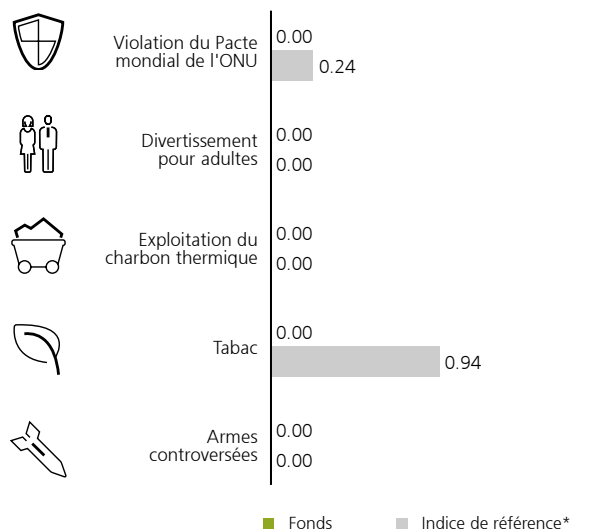 0.00
Violation du Pacte
mondial de l'ONU
0.24
Divertissement
pour adultes
0.00
0.00
Exploitation du
charbon thermique
0.00
0.00
Tabac
0.00
0.94
Armes
controversées
0.00
0.00
Fonds
Indice de référence*